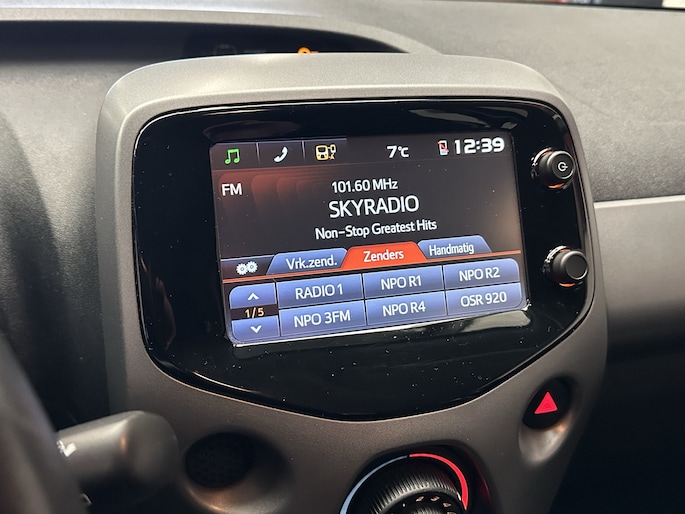 7°C 12:39
FM
101.60 MHz
SKYRADIO
Non-Stop Greatest Hits
Vrk.zend. Zenders Handmatig
RADIO 1 NPO R1 NPO R2
1/5
NPO 3FM NPO R4 OSR 920